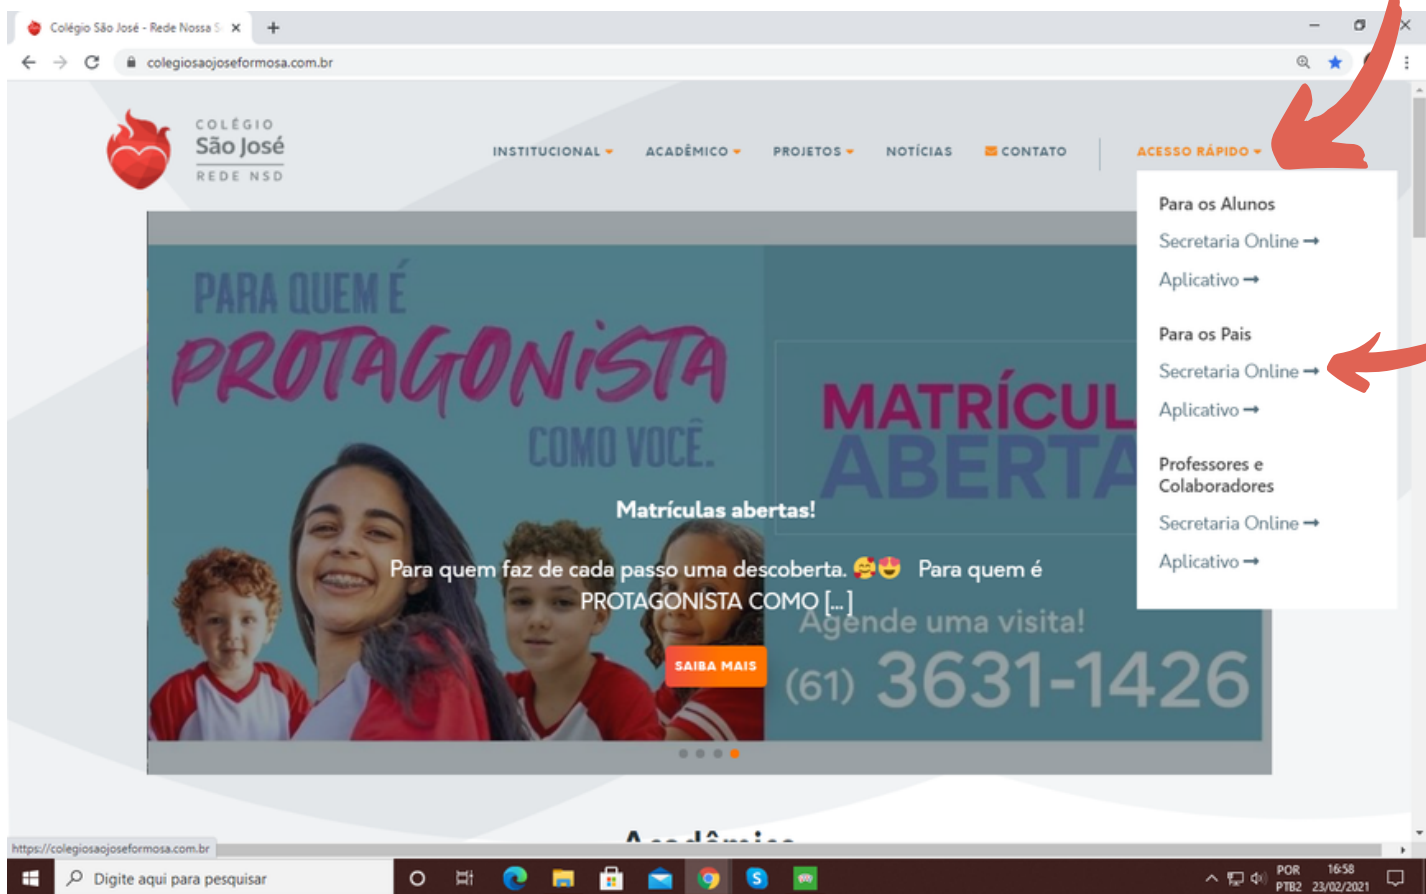 Colégio São José - Rede Nossa S
colegiosaojoseformosa.com.br
COLÉGIO
São José
REDE NSD
INSTITUCIONAL
ACADÊMICO
PROJETOS
NOTÍCIAS
CONTATO
ACESSO RÁPIDO
Para os Alunos
Secretaria Online
Aplicativo
Para os Pais
Secretaria Online
Aplicativo
Professores e
Colaboradores
Secretaria Online
Aplicativo
PARA QUEM É
PROTAGONISTA
COMO VOCÊ.
MATRÍCUL
ABERTA
Matrículas abertas!
Para quem faz de cada passo uma descoberta. 🥰😍 Para quem é
PROTAGONISTA COMO [...]
SAIBA MAIS
Agende uma visita!
(61) 3631-1426
https://colegiosaojoseformosa.com.br
Digite aqui para pesquisar
POR
PTB2
16:58
23/02/2021